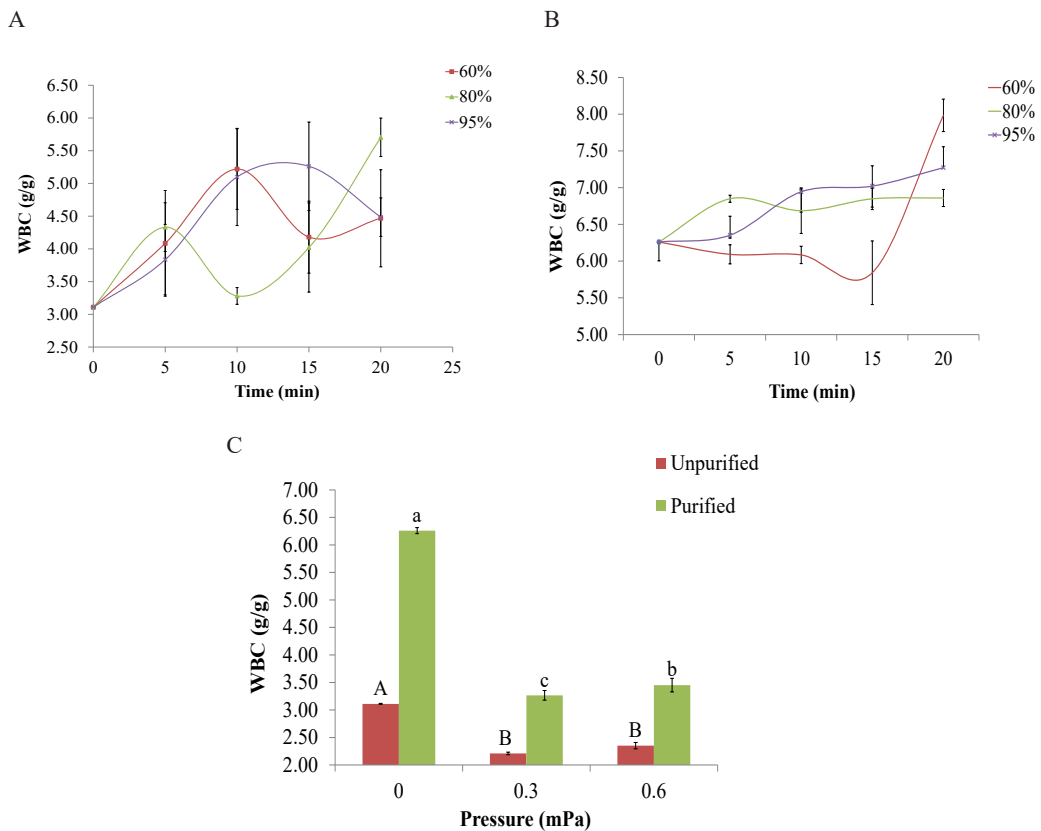 A
WBC (g/g)
6.50
6.00
5.50
5.00
4.50
4.00
3.50
3.00
2.50
0 5 10 15 20 25
Time (min)
60%
80%
95%
B
WBC (g/g)
8.50
8.00
7.50
7.00
6.50
6.00
5.50
5.00
0 5 10 15 20
Time (min)
60%
80%
95%
C
Unpurified
Purified
WBC (g/g)
7.00
6.50
6.00
5.50
5.00
4.50
4.00
3.50
3.00
2.50
2.00
A a B c B b
0 0.3 0.6
Pressure (mPa)